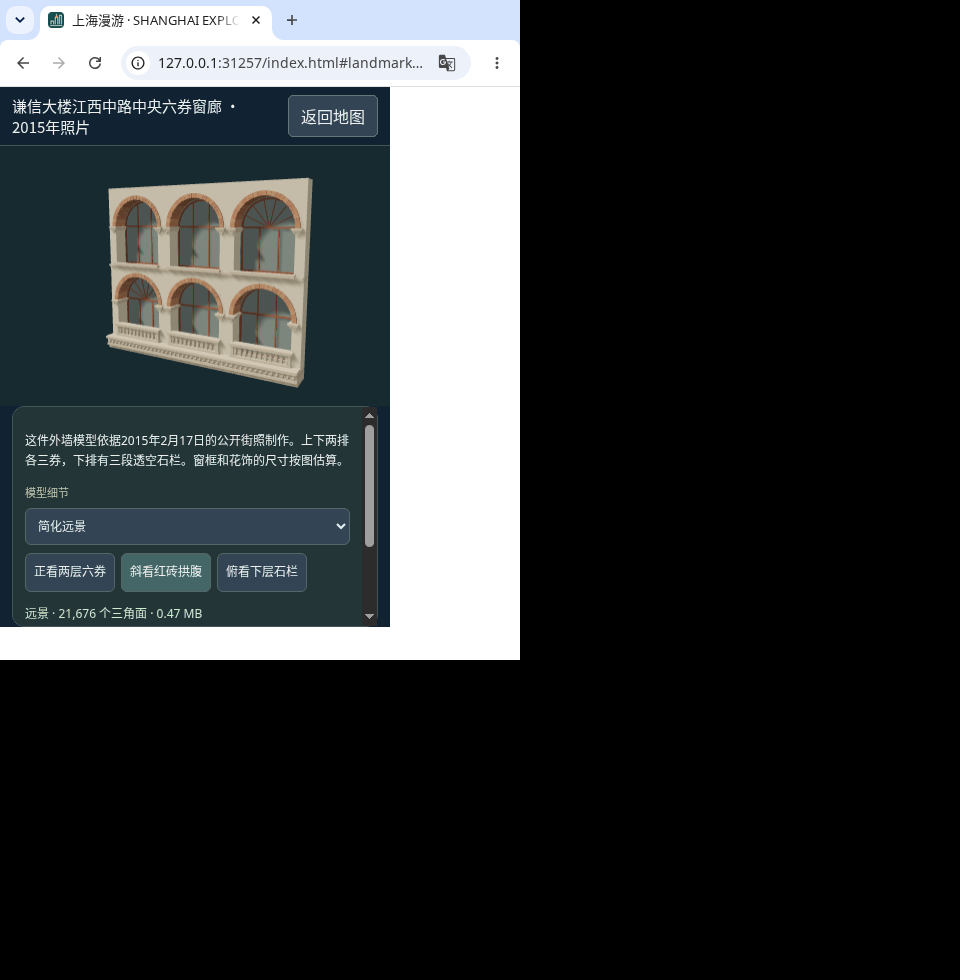 上海漫游 · SHANGHAI EXPLO
127.0.0.1:31257/index.html#landmark...
谦信大楼江西中路中央六券窗廊 ·
2015年照片
返回地图
这件外墙模型依据2015年2月17日的公开街照制作。上下两排
各三券，下排有三段透空石栏。窗框和花饰的尺寸按图估算。
模型细节
简化远景
正看两层六券
斜看红砖拱腹
俯看下层石栏
远景 · 21,676 个三角面 · 0.47 MB